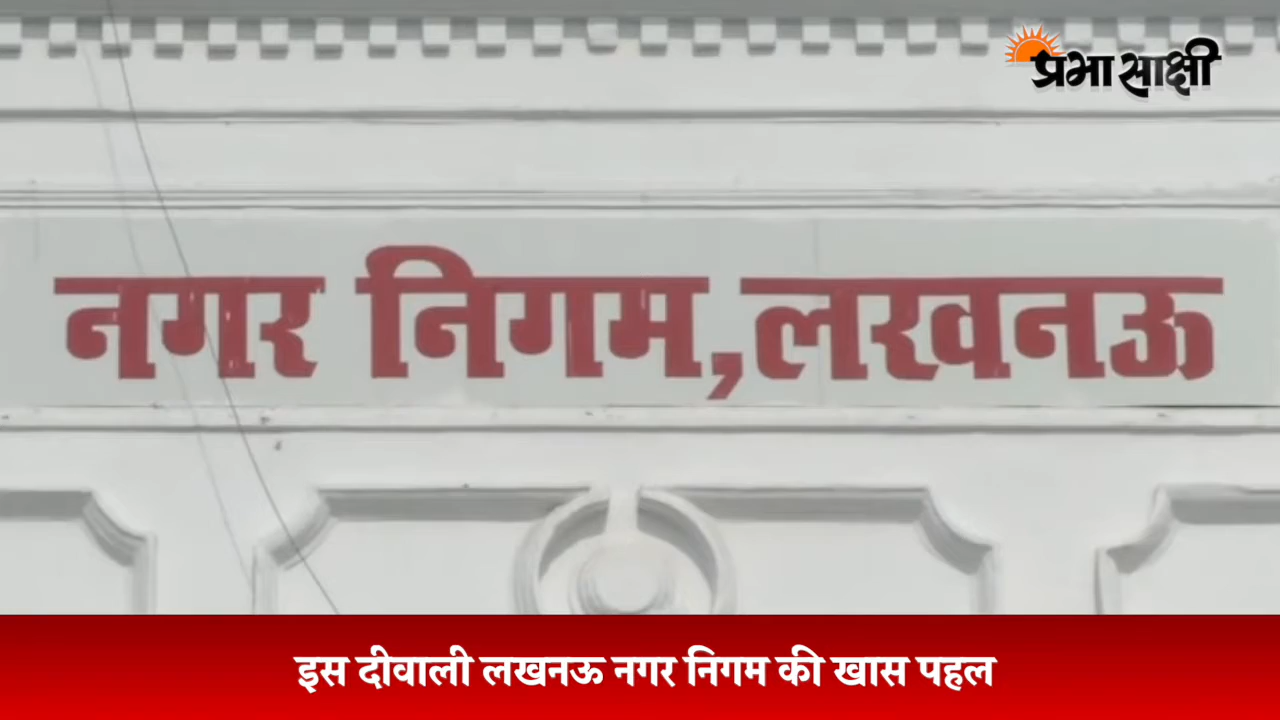 प्रभासाक्षी
नगर निगम,लखनऊ
इस दीवाली लखनऊ नगर निगम की खास पहल